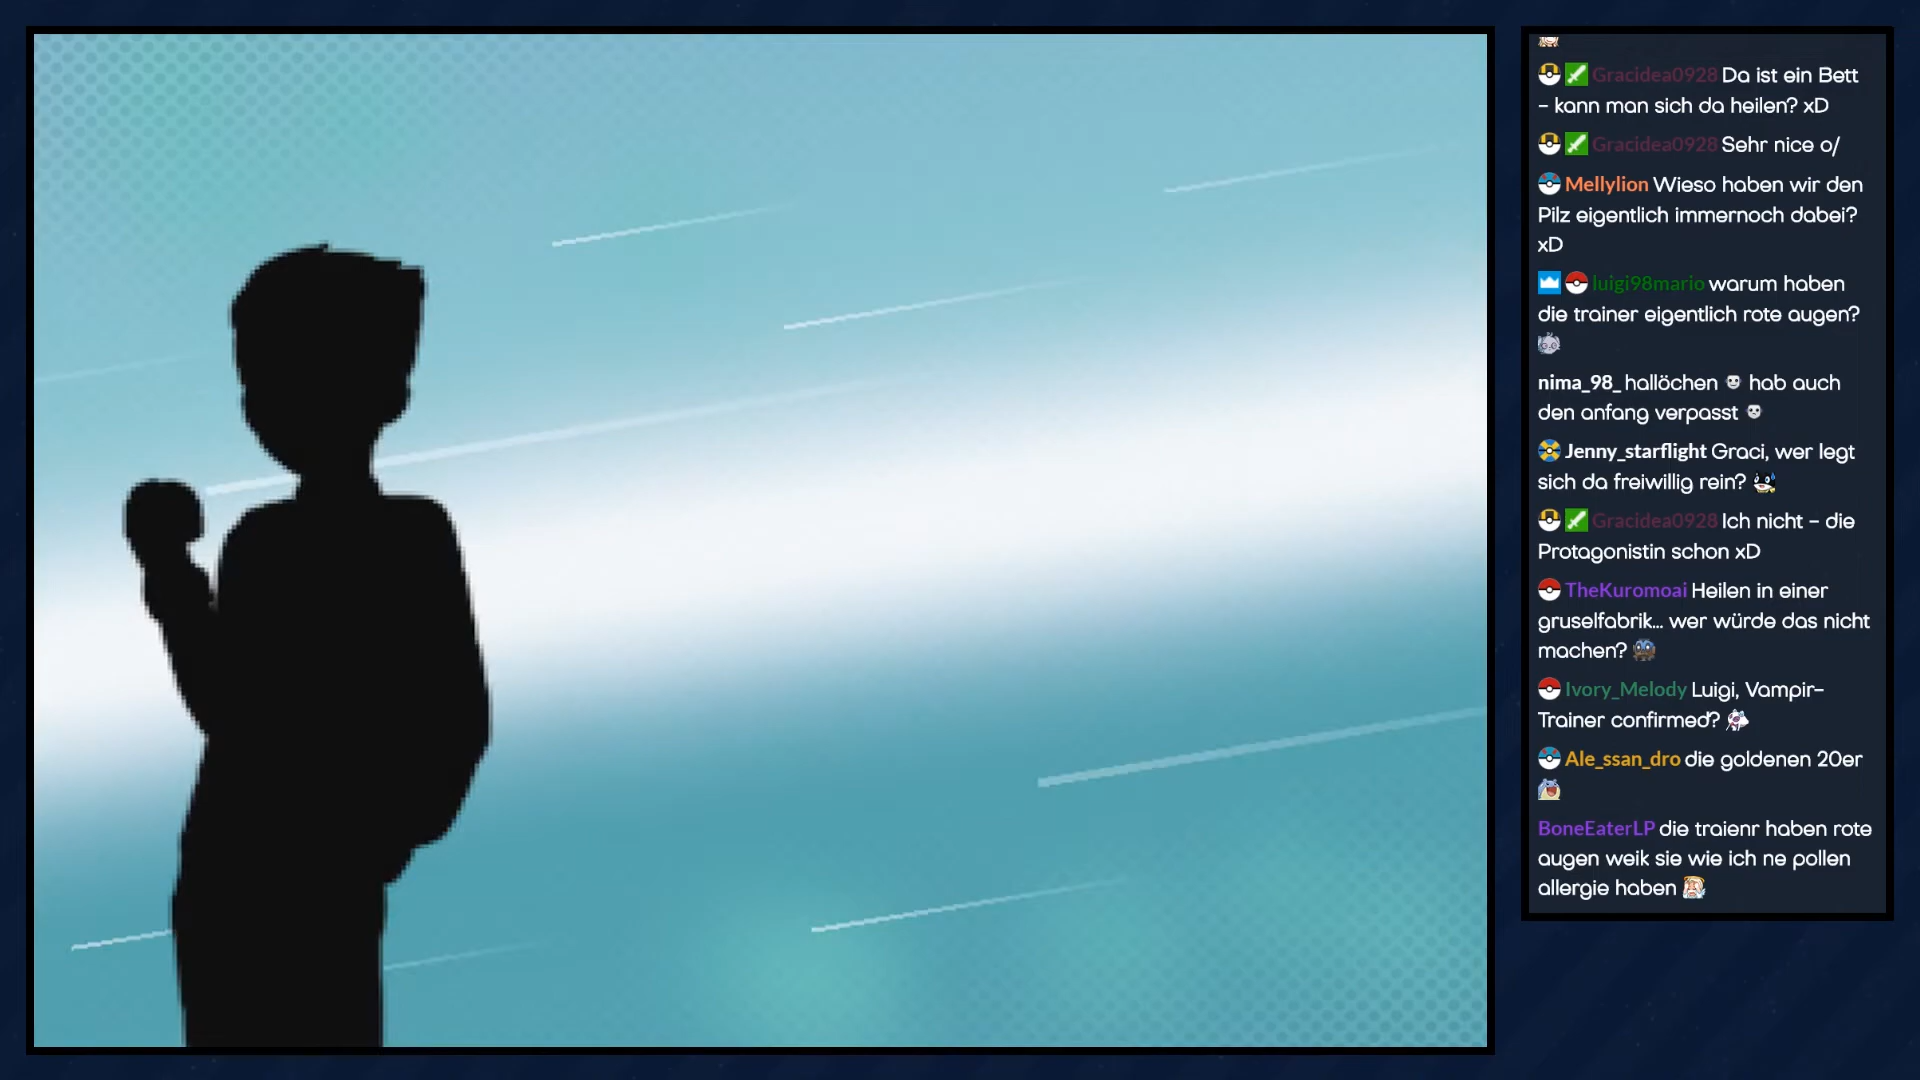 Gracidea0928 Da ist ein Bett
- kann man sich da heilen? xD
Gracidea0928 Sehr nice o/
Mellylion Wieso haben wir den
Pilz eigentlich immernoch dabei?
xD
luigi98mario warum haben
die trainer eigentlich rote augen?
nima_98_ hallöchen hab auch
den anfang verpasst
Jenny_starflight Graci, wer legt
sich da freiwillig rein?
Gracidea0928 Ich nicht - die
Protagonistin schon xD
TheKuromoai Heilen in einer
gruselfabrik... wer würde das nicht
machen?
Ivory_Melody Luigi, Vampir-
Trainer confirmed?
Ale_ssan_dro die goldenen 20er
BoneEaterLP die traienr haben rote
augen weik sie wie ich ne pollen
allergie haben